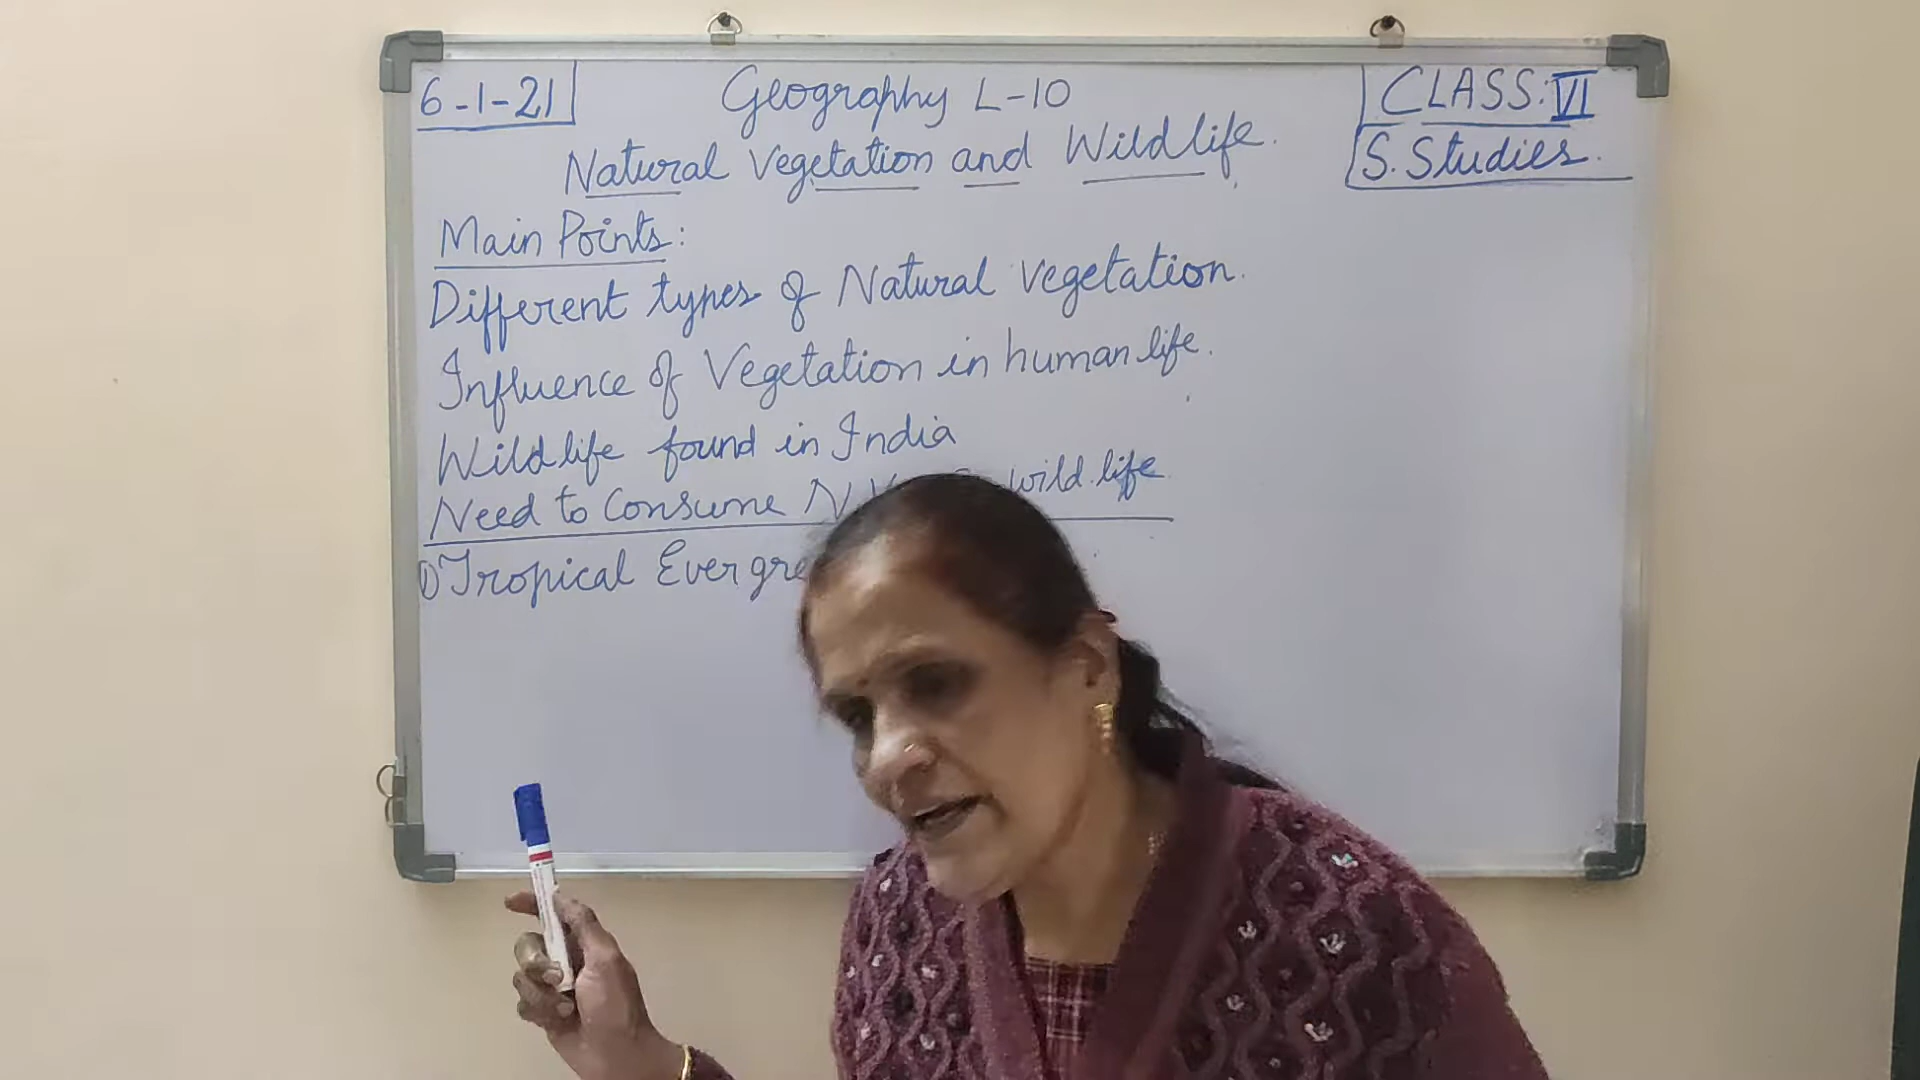 6-1-21
Geography L-10
CLASS: VI
Natural Vegetation and Wildlife.
S. Studies.
Main Points:
Different types of Natural vegetation.
Influence of Vegetation in human life.
Wildlife found in India
Need to Consume N wild life
1) Tropical Evergre